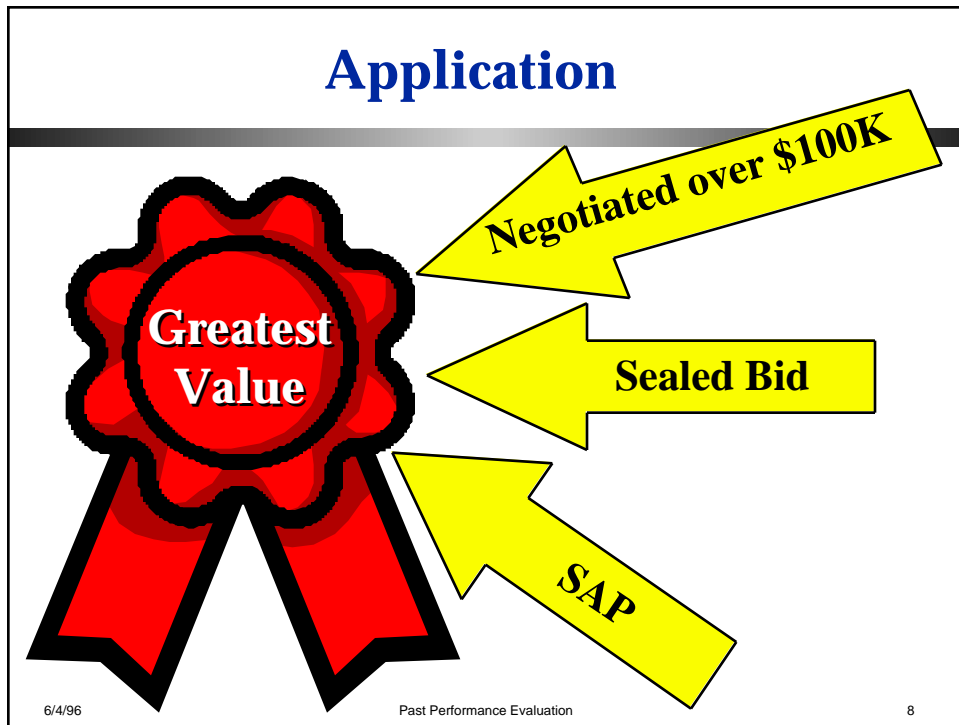 Application
Negotiated over $100K
Greatest
Value
Sealed Bid
SAP
6/4/96
Past Performance Evaluation
8